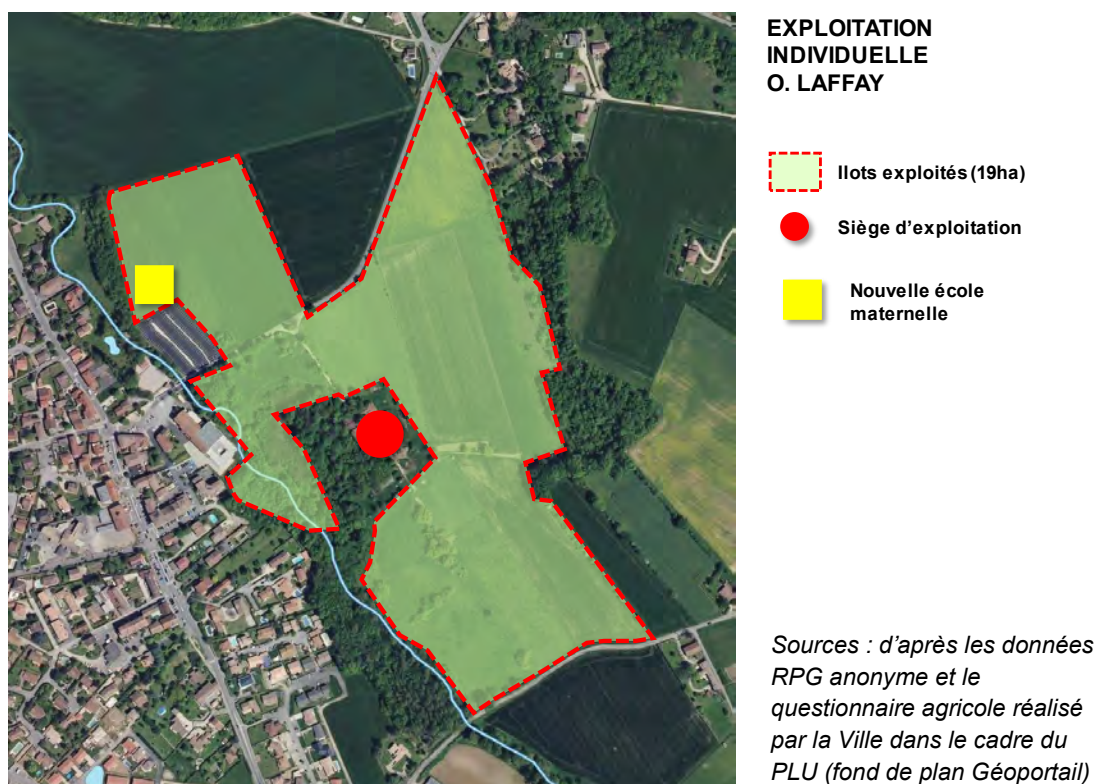 EXPLOITATION
INDIVIDUELLE
O. LAFFAY
Ilots exploités (19ha)
Siège d’exploitation
Nouvelle école
maternelle
Sources : d’après les données
RPG anonyme et le
questionnaire agricole réalisé
par la Ville dans le cadre du
PLU (fond de plan Géoportail)